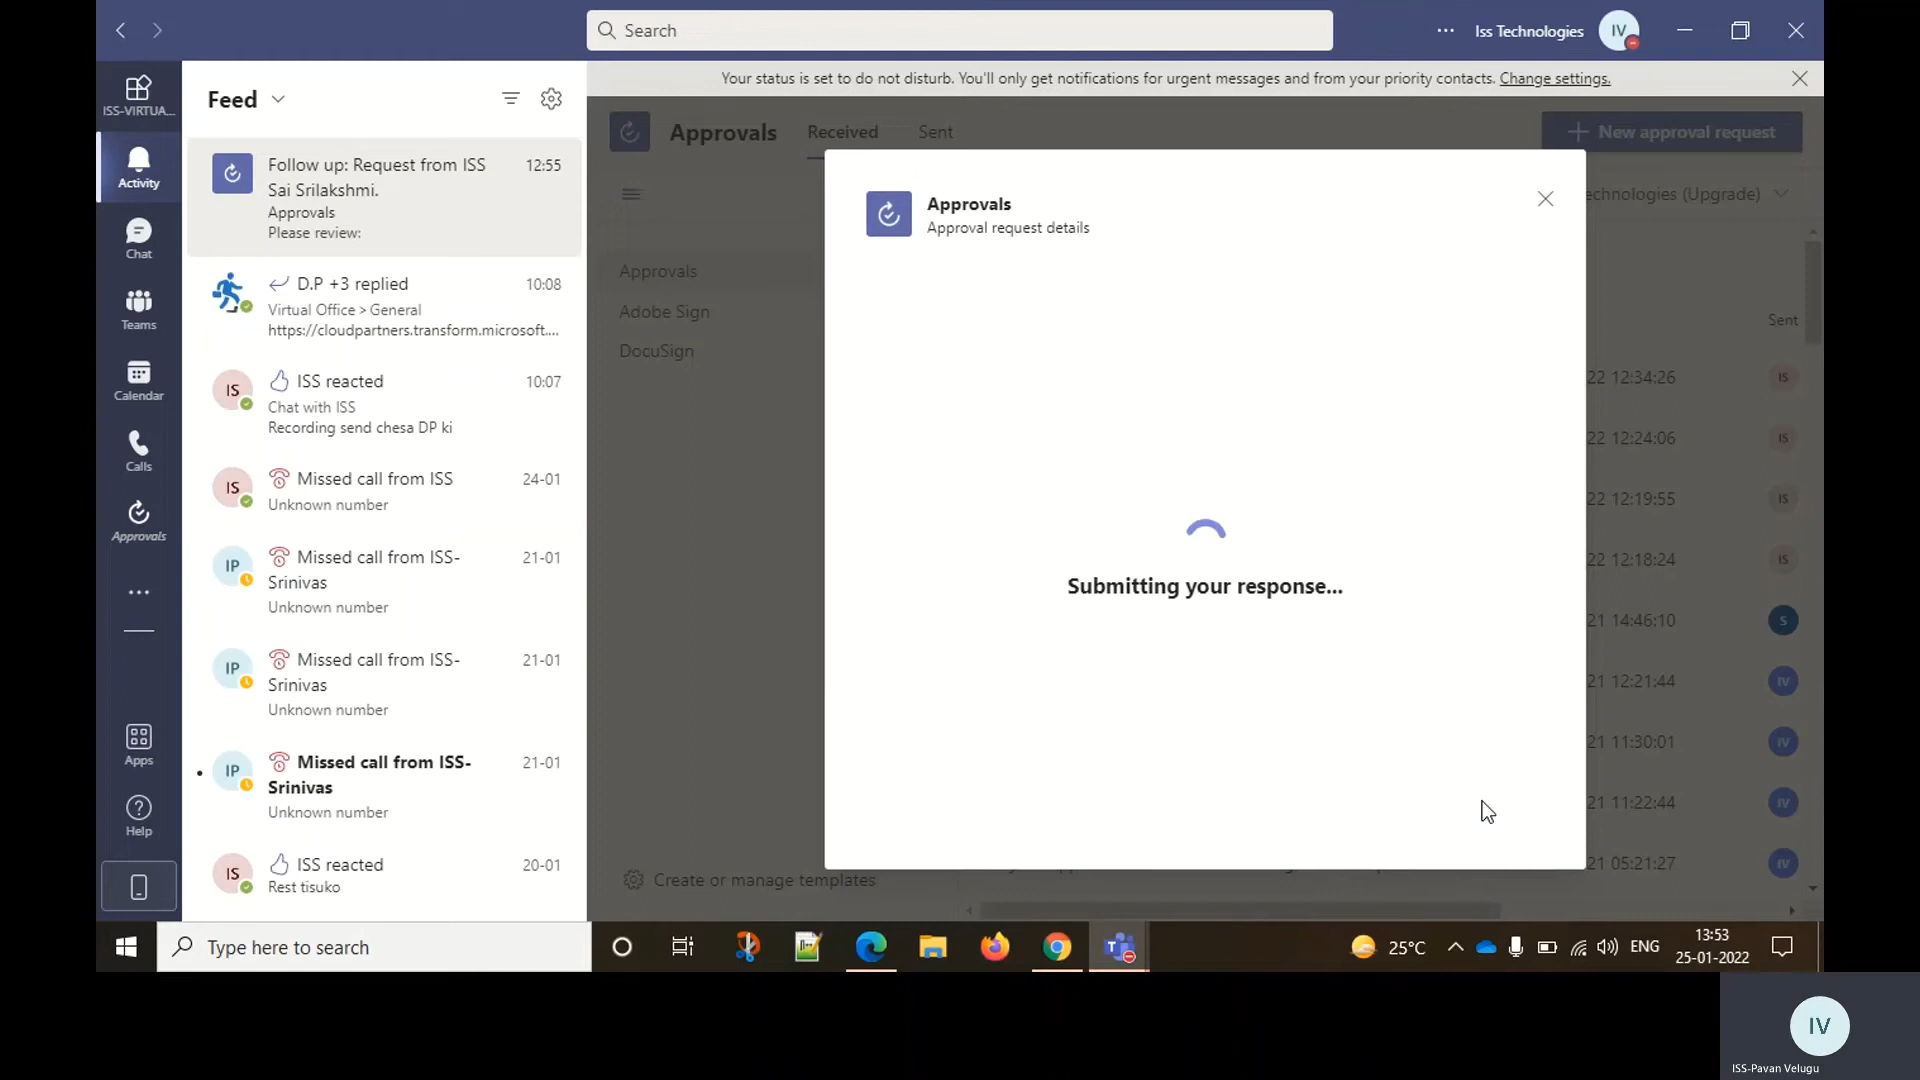 Search
Iss Technologies
IV
ISS-VIRTUA...
Activity
Chat
Teams
Calendar
Calls
Approvals
Apps
Help
Feed
Follow up: Request from ISS
Sai Srilakshmi.
12:55
Approvals
Please review:
D.P +3 replied
10:08
Virtual Office > General
https://cloudpartners.transform.microsoft....
IS
ISS reacted
10:07
Chat with ISS
Recording send chesa DP ki
IS
Missed call from ISS
24-01
Unknown number
IP
Missed call from ISS-
Srinivas
21-01
Unknown number
IP
Missed call from ISS-
Srinivas
21-01
Unknown number
IP
Missed call from ISS-
Srinivas
21-01
Unknown number
IS
ISS reacted
20-01
Rest tisuko
Your status is set to do not disturb. You'll only get notifications for urgent messages and from your priority contacts. Change settings.
Approvals
Received
Sent
New approval request
echnologies (Upgrade)
Approvals
Adobe Sign
DocuSign
Create or manage templates
Approvals
Approval request details
Submitting your response...
Sent
22 12:34:26
IS
22 12:24:06
IS
22 12:19:55
IS
22 12:18:24
IS
21 14:46:10
S
21 12:21:44
IV
21 11:30:01
IV
21 11:22:44
IV
21 05:21:27
IV
Type here to search
25°C
ENG
13:53
25-01-2022
IV
ISS-Pavan Velugu